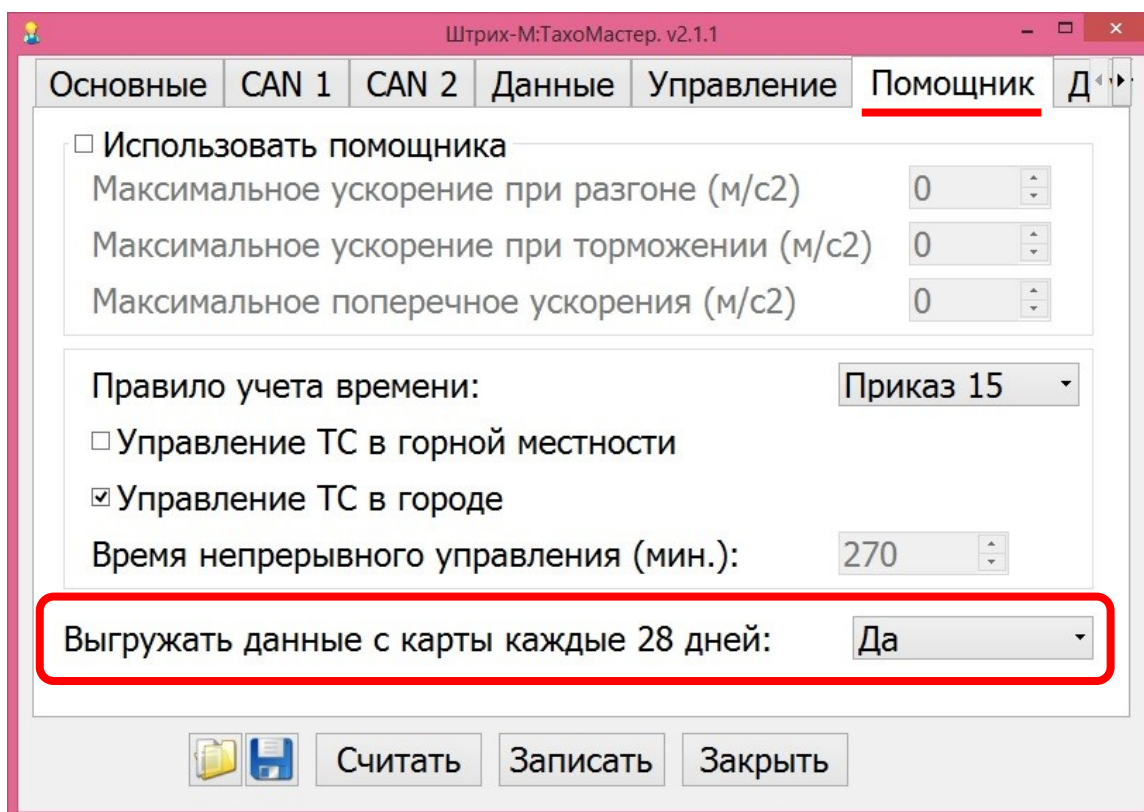 Штрих-М:ТахоМастер. v2.1.1
Основные CAN 1 CAN 2 Данные Управление Помощник
Использовать помощника
Максимальное ускорение при разгоне (м/с2) 0
Максимальное ускорение при торможении (м/с2) 0
Максимальное поперечное ускорения (м/с2) 0
Правило учета времени: Приказ 15
Управление ТС в горной местности
Управление ТС в городе
Время непрерывного управления (мин.): 270
Выгружать данные с карты каждые 28 дней: Да
Считать Записать Закрыть